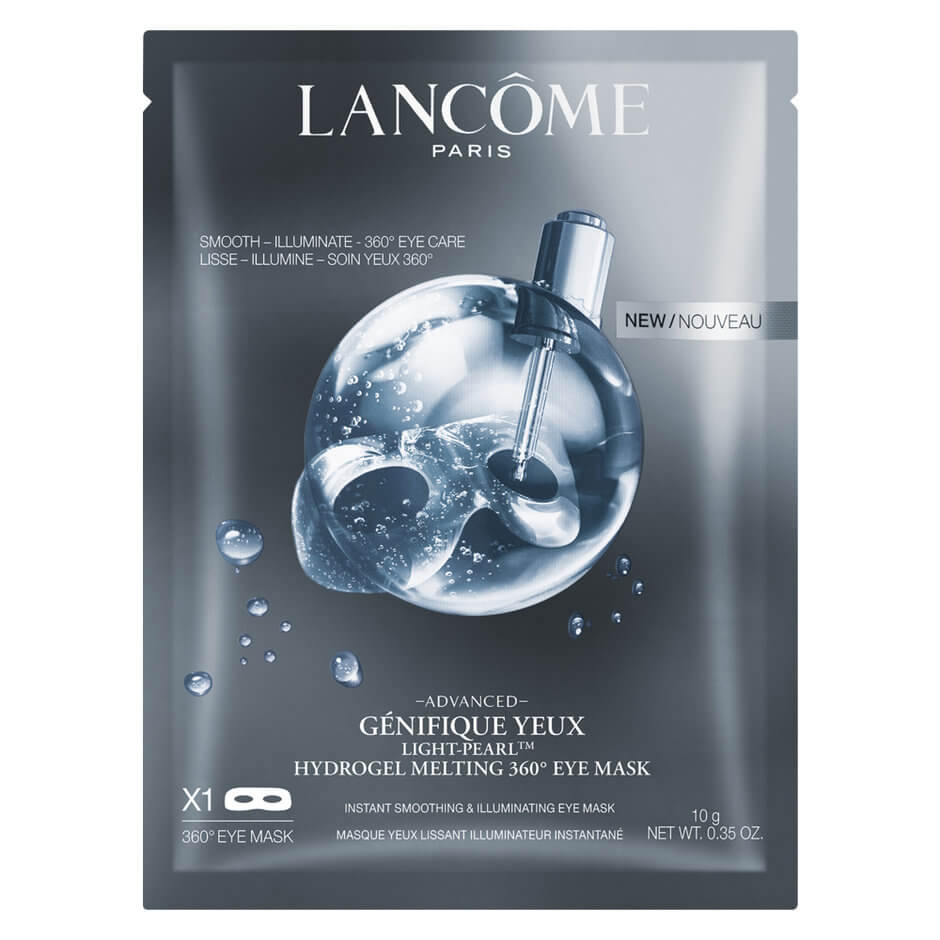 LANCÔME
PARIS
SMOOTH – ILLUMINATE - 360° EYE CARE
LISSE – ILLUMINE – SOIN YEUX 360°
NEW/NOUVEAU
–ADVANCED–
GÉNIFIQUE YEUX
LIGHT-PEARL™
HYDROGEL MELTING 360° EYE MASK
X1
360° EYE MASK
INSTANT SMOOTHING & ILLUMINATING EYE MASK
MASQUE YEUX LISSANT ILLUMINATEUR INSTANTANÉ
10 g
NET WT. 0.35 OZ.